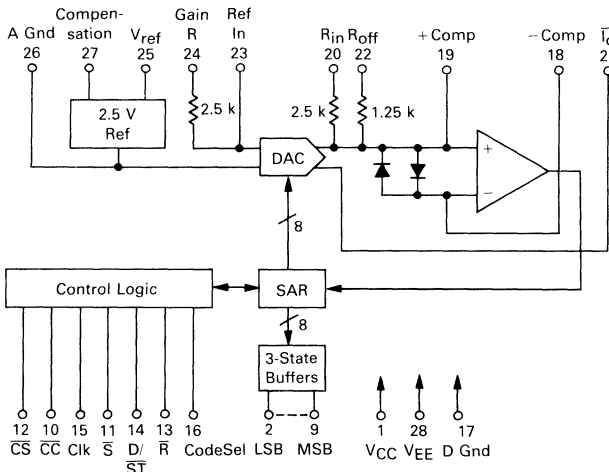 Compen-
sation
A Gnd
26
27
V_ref
25
Gain
R
24
Ref
In
23
R_in
20
R_off
22
+ Comp
19
− Comp
18
2.5 V
Ref
2.5 k
2.5 k
1.25 k
DAC
+
−
8
Control Logic
SAR
8
3-State
Buffers
12
10
15
11
14
13
16
2
9
1
28
17
C̅S̅
C̅C̅
Clk
S̅
D/
S̅T̅
R̅
CodeSel
LSB
MSB
V_CC
V_EE
D Gnd